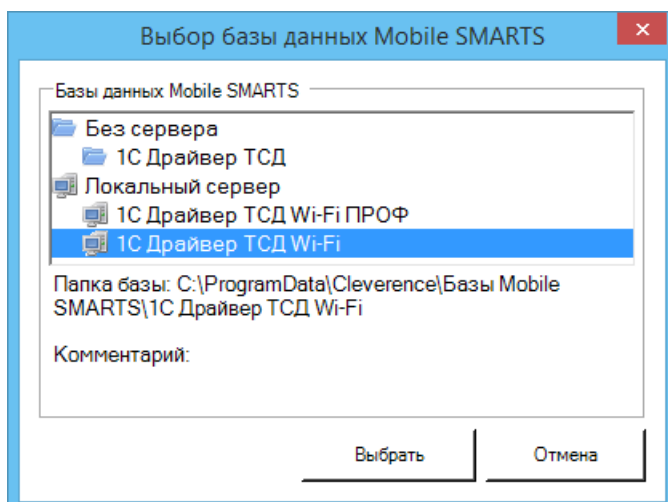 Выбор базы данных Mobile SMARTS
Базы данных Mobile SMARTS
Без сервера
1С Драйвер ТСД
Локальный сервер
1С Драйвер ТСД Wi-Fi ПРОФ
1С Драйвер ТСД Wi-Fi
Папка базы: C:\ProgramData\Cleverence\Базы Mobile
SMARTS\1С Драйвер ТСД Wi-Fi
Комментарий:
Выбрать
Отмена